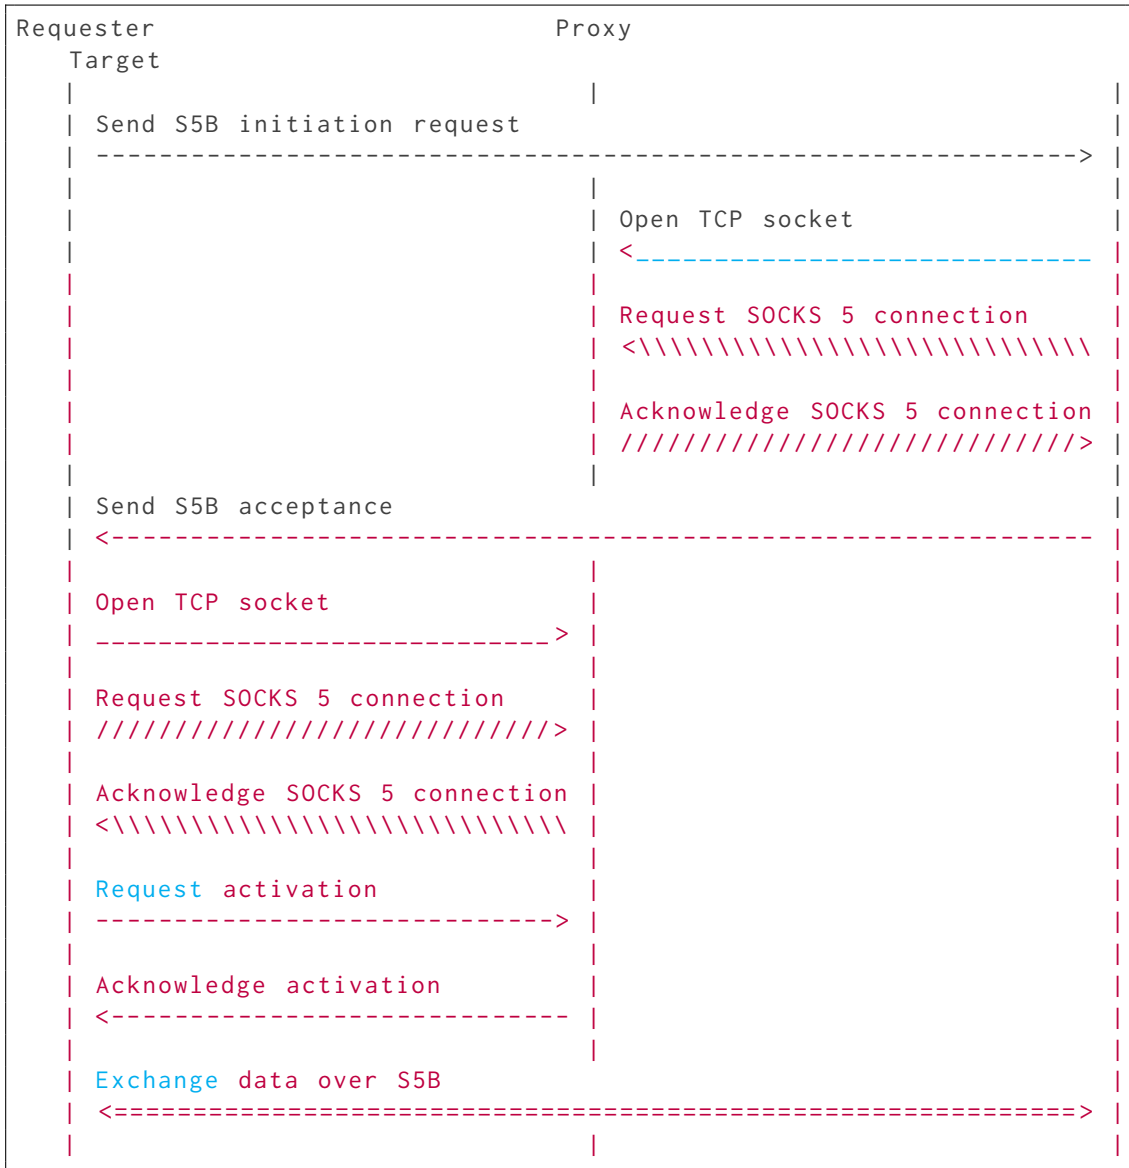 Requester                         Proxy
   Target
   |                                |                                |
   | Send S5B initiation request                                     |
   | --------------------------------------------------------------> |
   |                                |                                |
   |                                | Open TCP socket                |
   |                                | <_____________________________ |
   |                                |                                |
   |                                | Request SOCKS 5 connection     |
   |                                | <\\\\\\\\\\\\\\\\\\\\\\\\\\\\\ |
   |                                |                                |
   |                                | Acknowledge SOCKS 5 connection |
   |                                | /////////////////////////////> |
   |                                |                                |
   | Send S5B acceptance                                             |
   | <-------------------------------------------------------------- |
   |                                |                                |
   | Open TCP socket                |                                |
   | _____________________________> |                                |
   |                                |                                |
   | Request SOCKS 5 connection     |                                |
   | /////////////////////////////> |                                |
   |                                |                                |
   | Acknowledge SOCKS 5 connection |                                |
   | <\\\\\\\\\\\\\\\\\\\\\\\\\\\\\ |                                |
   |                                |                                |
   | Request activation             |                                |
   | -----------------------------> |                                |
   |                                |                                |
   | Acknowledge activation         |                                |
   | <----------------------------- |                                |
   |                                |                                |
   | Exchange data over S5B                                          |
   | <=============================================================> |
   |                                |                                |